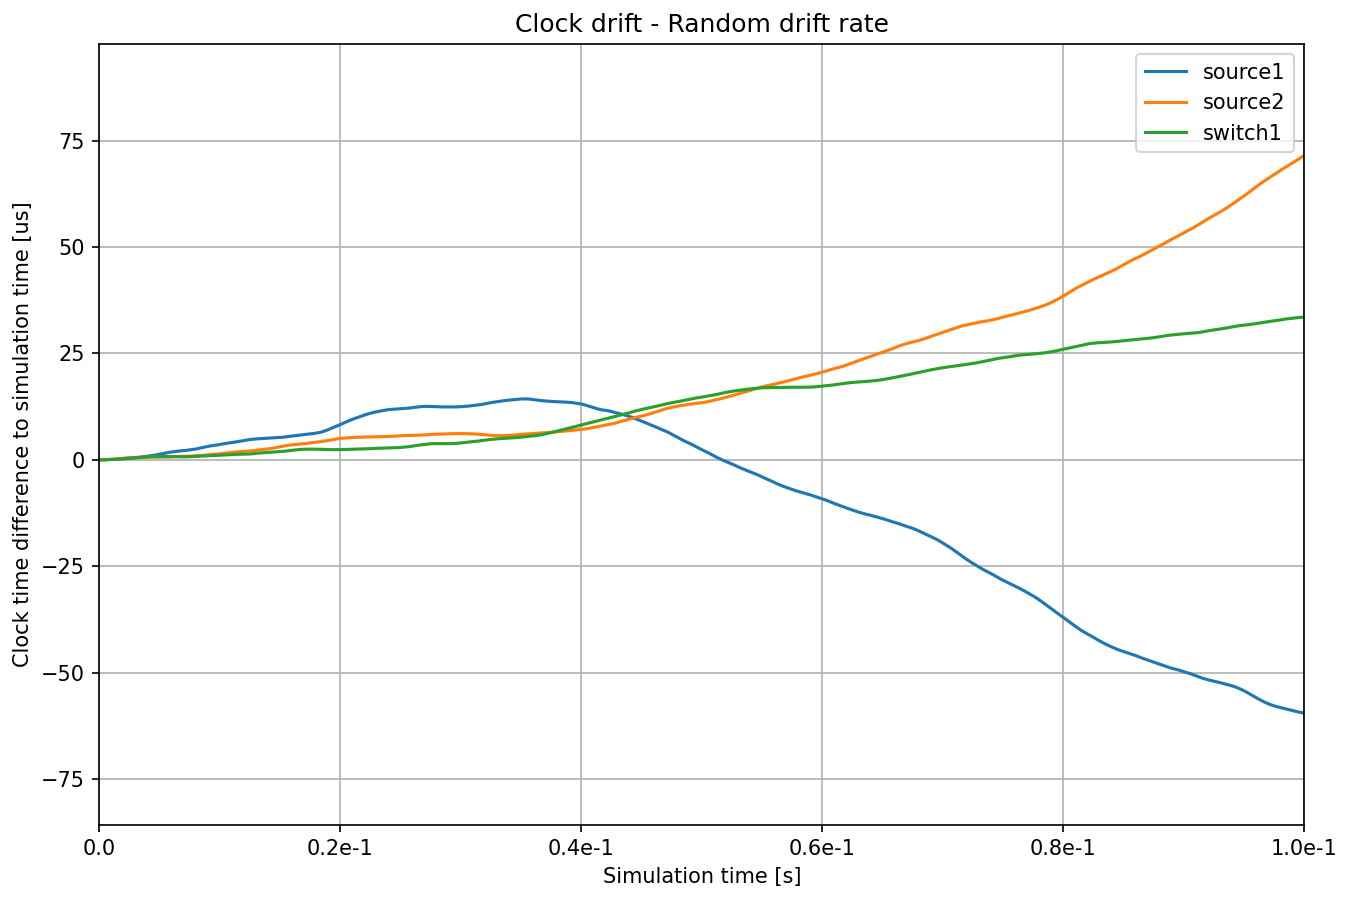 Clock drift - Random drift rate
source1
source2
switch1
Clock time difference to simulation time [us]
75
50
25
0
−25
−50
−75
0.0
0.2e-1
0.4e-1
0.6e-1
0.8e-1
1.0e-1
Simulation time [s]